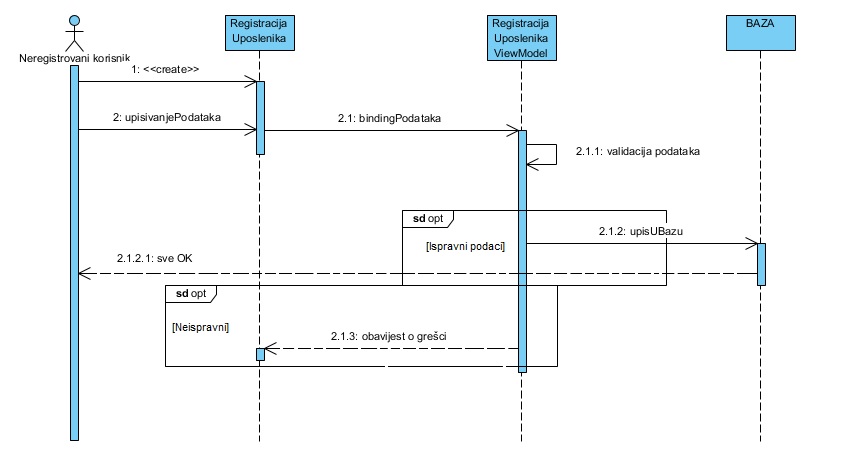 Neregistrovani korisnik
Registracija
Uposlenika
Registracija
Uposlenika
ViewModel
BAZA
1: <<create>>
2: upisivanjePodataka
2.1: bindingPodataka
2.1.1: validacija podataka
sd opt
[Ispravni podaci]
2.1.2: upisUBazu
2.1.2.1: sve OK
sd opt
[Neispravni]
2.1.3: obavijest o grešci